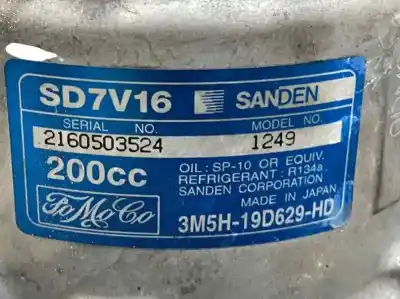 SD7V16 SANDEN
SERIAL NO. MODEL NO.
2160503524 1249
200cc
OIL : SP-10 OR EQUIV.
REFRIGERANT : R134a
SANDEN CORPORATION
MADE IN JAPAN
FoMoCo
3M5H-19D629-HD